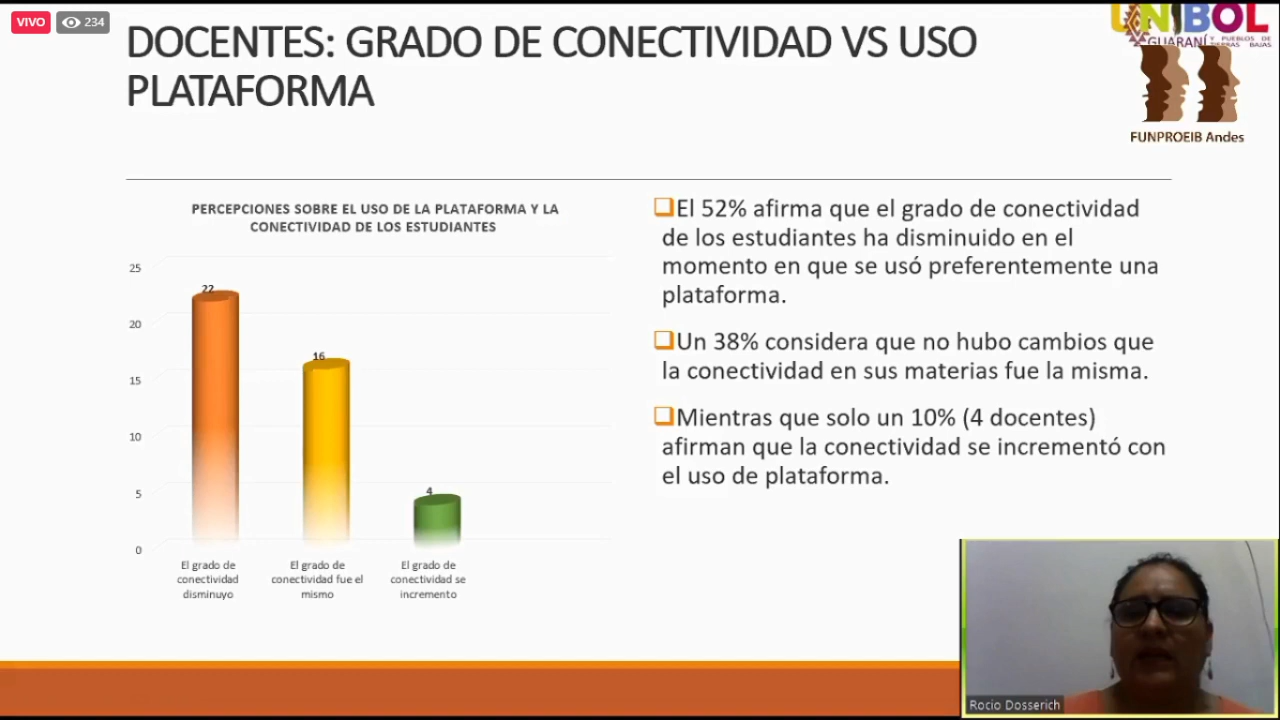 VIVO
234
DOCENTES: GRADO DE CONECTIVIDAD VS USO
PLATAFORMA
UNIBOL
GUARANÍ Y PUEBLOS DE
TIERRAS BAJAS
FUNPROEIB Andes
PERCEPCIONES SOBRE EL USO DE LA PLATAFORMA Y LA
CONECTIVIDAD DE LOS ESTUDIANTES
25
20
15
10
5
0
22
16
4
El grado de
conectividad
disminuyo
El grado de
conectividad fue el
mismo
El grado de
conectividad se
incremento
El 52% afirma que el grado de conectividad
de los estudiantes ha disminuido en el
momento en que se usó preferentemente una
plataforma.
Un 38% considera que no hubo cambios que
la conectividad en sus materias fue la misma.
Mientras que solo un 10% (4 docentes)
afirman que la conectividad se incrementó con
el uso de plataforma.
Rocio Dosserich